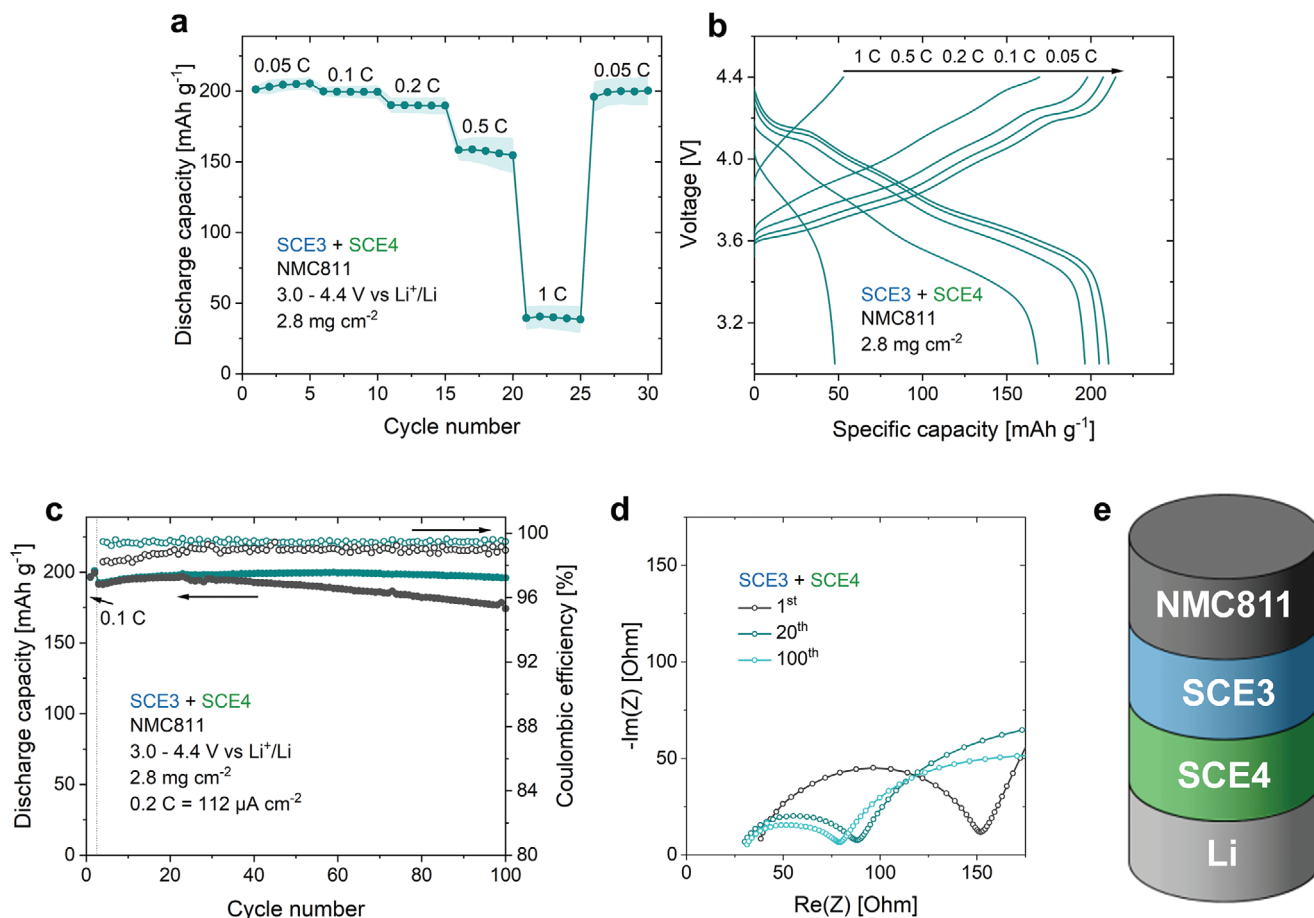 a
0.05 C
0.1 C
0.2 C
0.5 C
1 C
0.05 C
SCE3 + SCE4
NMC811
3.0 - 4.4 V vs Li⁺/Li
2.8 mg cm⁻²
Discharge capacity [mAh g⁻¹]
200
150
100
50
0
0 5 10 15 20 25 30
Cycle number
b
1 C 0.5 C 0.2 C 0.1 C 0.05 C
SCE3 + SCE4
NMC811
2.8 mg cm⁻²
Voltage [V]
4.4
4.0
3.6
3.2
0 50 100 150 200
Specific capacity [mAh g⁻¹]
c
0.1 C
SCE3 + SCE4
NMC811
3.0 - 4.4 V vs Li⁺/Li
2.8 mg cm⁻²
0.2 C = 112 µA cm⁻²
Discharge capacity [mAh g⁻¹]
200
175
150
100
75
50
0
0 20 40 60 80 100
Cycle number
Coulombic efficiency [%]
100
96
92
88
84
80
d
SCE3 + SCE4
1ˢᵗ
20ᵗʰ
100ᵗʰ
-Im(Z) [Ohm]
150
100
50
0
50 100 150
Re(Z) [Ohm]
e
NMC811
SCE3
SCE4
Li